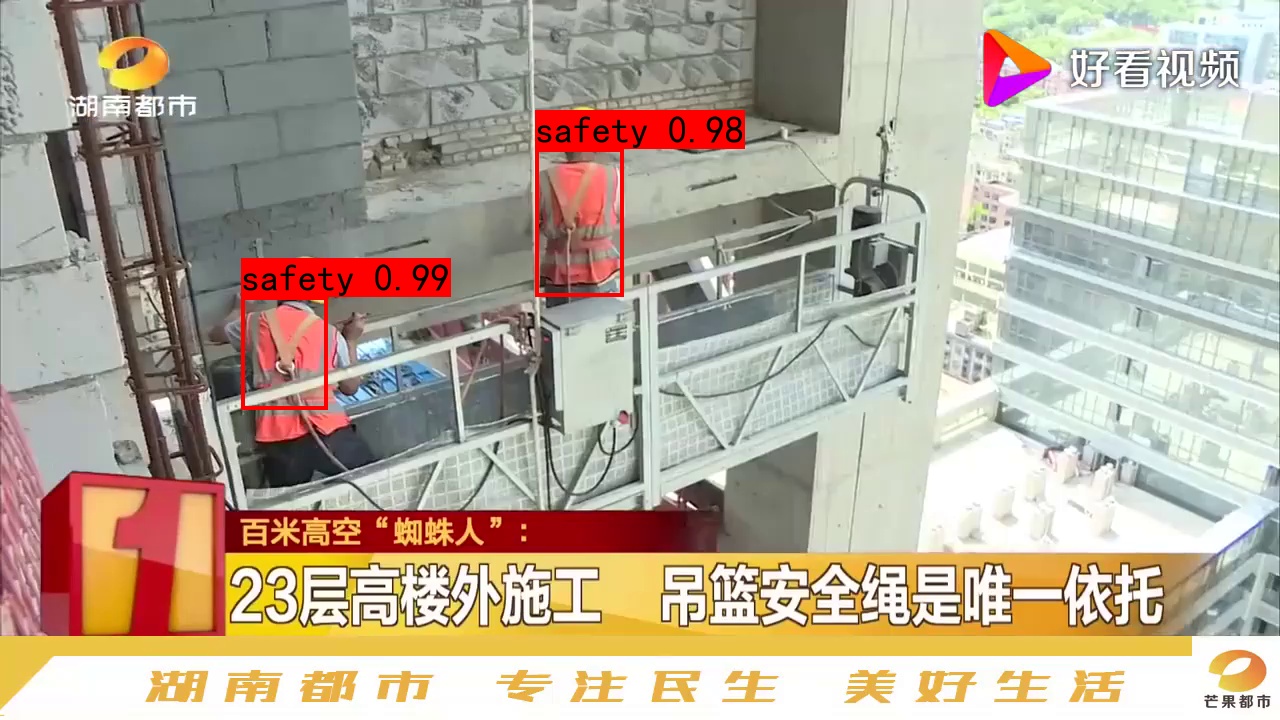 湖南都市
好看视频
safety 0.98
safety 0.99
1
百米高空“蜘蛛人”：
23层高楼外施工 吊篮安全绳是唯一依托
湖南都市 专注民生 美好生活
芒果都市